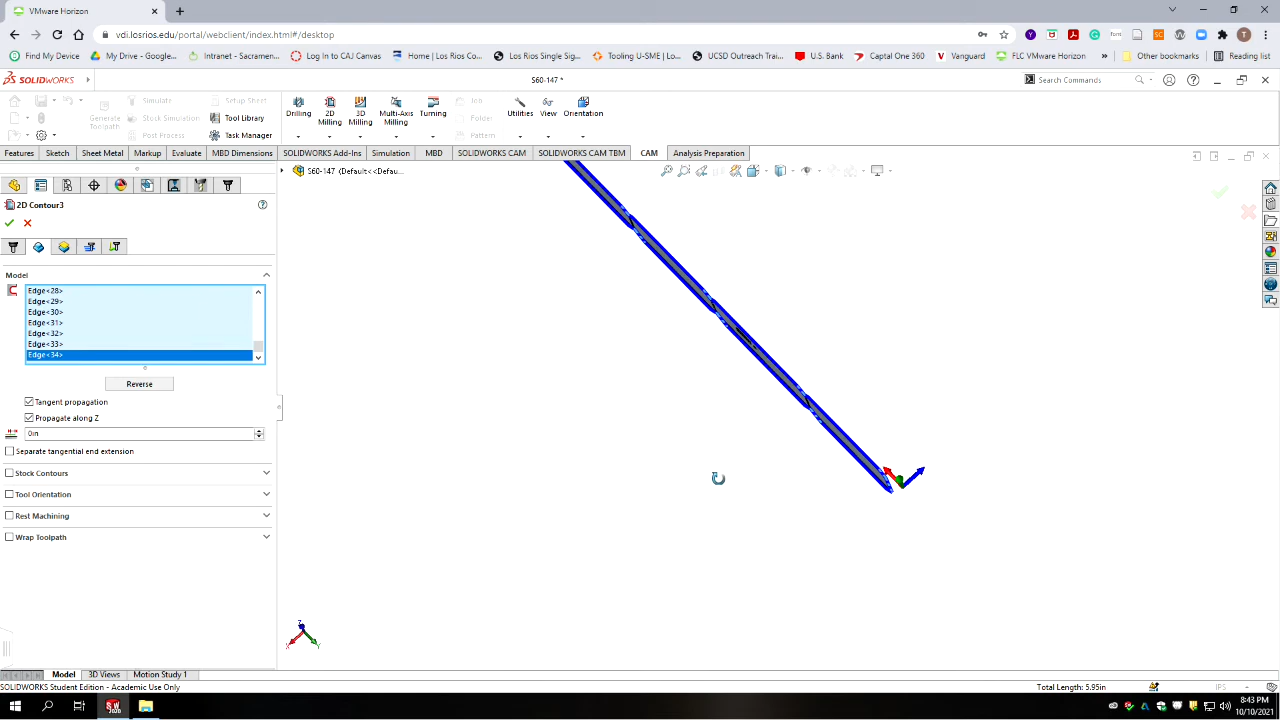 VMware Horizon
vdi.losrios.edu/portal/webclient/index.html#/desktop
Find My Device
My Drive - Google...
Invitation - Sacramen...
Log In to CAJ Canvas
Home | Los Rios Co...
Los Rios Single Sig...
Tooling U-SME | Lo...
UCSD Outreach Trai...
U.S. Bank
Captal One 360
Vanguard
FLC VMware Horizon
Other bookmarks
Reading list
SOLIDWORKS
S60-147 *
Search Commands
Generate Toolpath
Simulate
Stock Simulation
Post Process
Setup Sheet
Tool Library
Task Manager
Drilling
2D Milling
3D Milling
Multi-Axis Milling
Turning
Job
Folder
Pattern
Utilities
View
Orientation
Features
Sketch
Sheet Metal
Markup
Evaluate
MBD Dimensions
SOLIDWORKS Add-Ins
Simulation
MBD
SOLIDWORKS CAM
SOLIDWORKS CAM TBM
CAM
Analysis Preparation
S60-147 (Default<<Defau...
2D Contour3
Model
Edge<28>
Edge<29>
Edge<30>
Edge<31>
Edge<32>
Edge<33>
Edge<34>
Reverse
Tangent propagation
Propagate along Z
0in
Separate tangential end extension
Stock Contours
Tool Orientation
Rest Machining
Wrap Toolpath
Z
X
Y
Model
3D Views
Motion Study 1
SOLIDWORKS Student Edition - Academic Use Only
Total Length: 5.95in
IPS
8:43 PM
10/10/2021